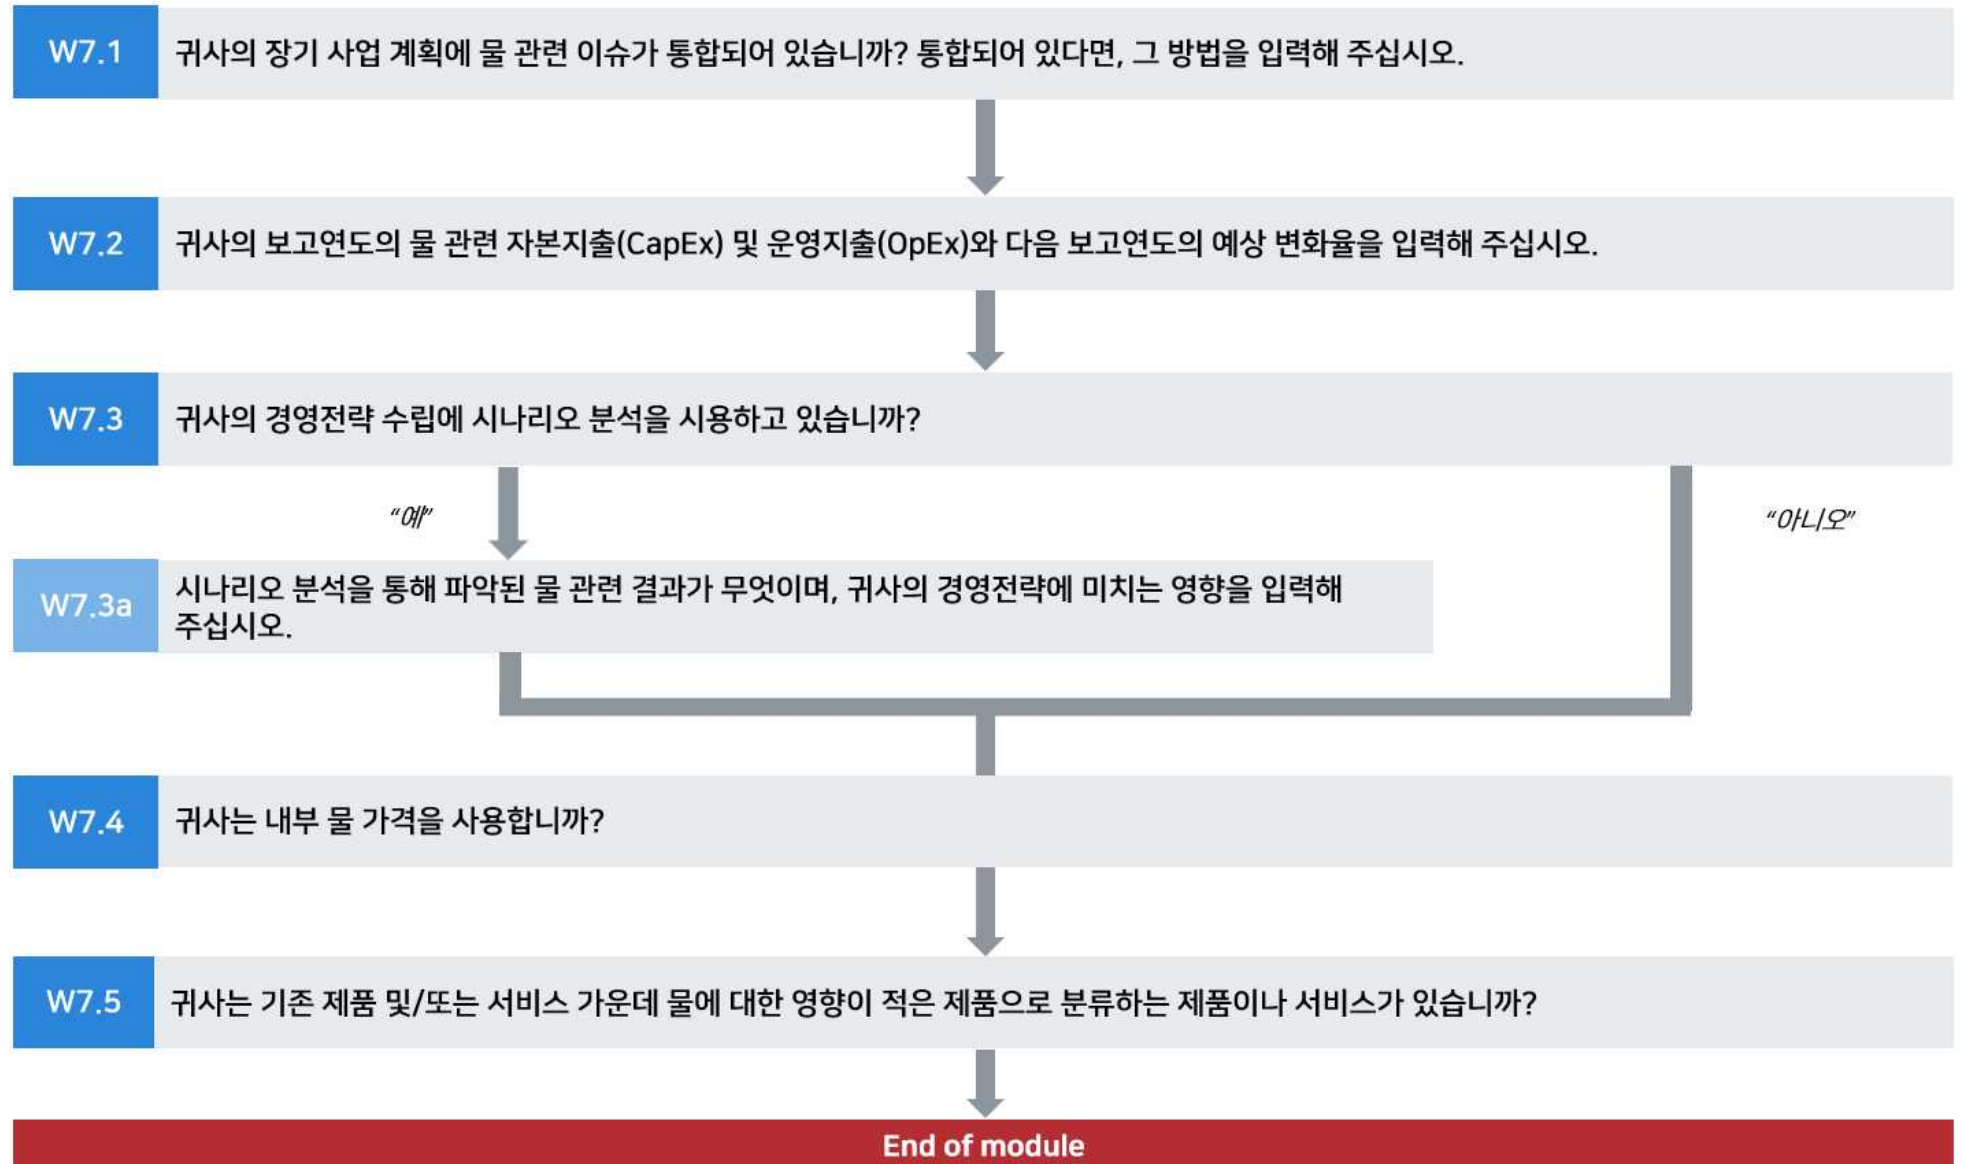 W7.1 귀사의 장기 사업 계획에 물 관련 이슈가 통합되어 있습니까? 통합되어 있다면, 그 방법을 입력해 주십시오.
W7.2 귀사의 보고연도의 물 관련 자본지출(CapEx) 및 운영지출(OpEx)와 다음 보고연도의 예상 변화율을 입력해 주십시오.
W7.3 귀사의 경영전략 수립에 시나리오 분석을 시용하고 있습니까?
“예”
“아니오”
W7.3a 시나리오 분석을 통해 파악된 물 관련 결과가 무엇이며, 귀사의 경영전략에 미치는 영향을 입력해
주십시오.
W7.4 귀사는 내부 물 가격을 사용합니까?
W7.5 귀사는 기존 제품 및/또는 서비스 가운데 물에 대한 영향이 적은 제품으로 분류하는 제품이나 서비스가 있습니까?
End of module